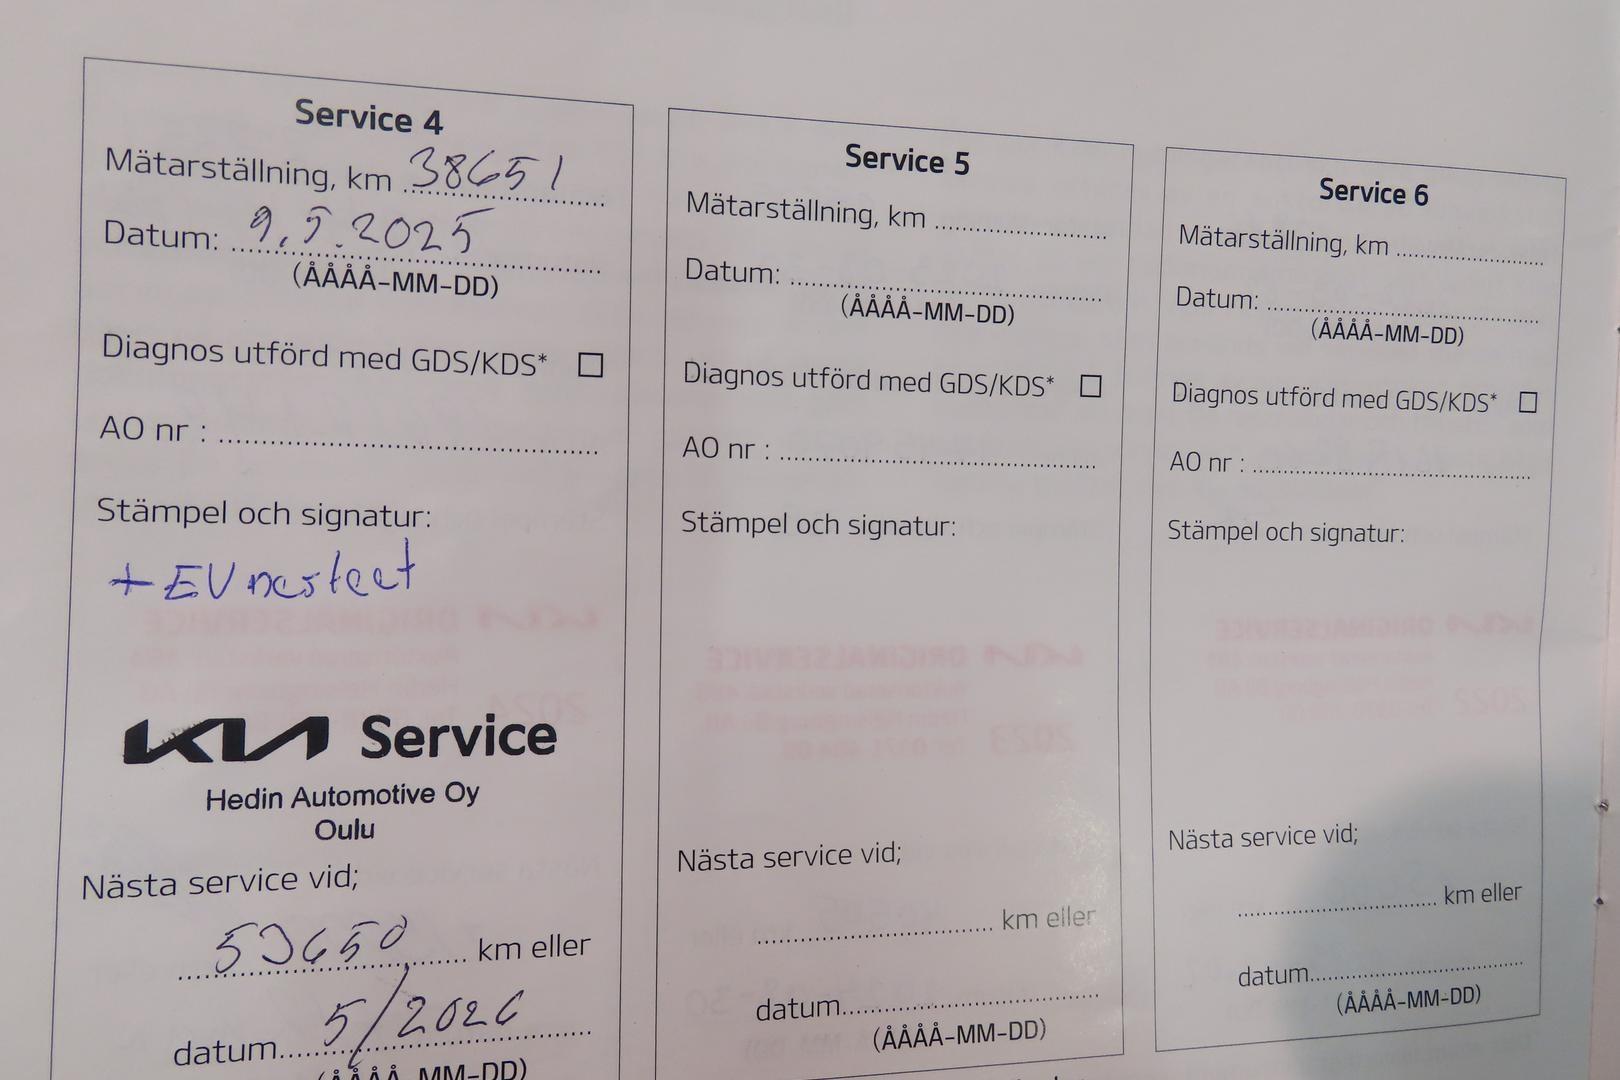 Service 4
Mätarställning, km 38651
Datum: 9.5.2025
(ÅÅÅÅ-MM-DD)
Diagnos utförd med GDS/KDS*
AO nr :
Stämpel och signatur:
+ EV nesteet
KIA Service
Hedin Automotive Oy
Oulu
Nästa service vid;
53650 km eller
datum 5/2026
(ÅÅÅÅ-MM-DD)
Service 5
Mätarställning, km
Datum:
(ÅÅÅÅ-MM-DD)
Diagnos utförd med GDS/KDS*
AO nr :
Stämpel och signatur:
Nästa service vid;
km eller
datum
(ÅÅÅÅ-MM-DD)
Service 6
Mätarställning, km
Datum:
(ÅÅÅÅ-MM-DD)
Diagnos utförd med GDS/KDS*
AO nr :
Stämpel och signatur:
Nästa service vid;
km eller
datum
(ÅÅÅÅ-MM-DD)